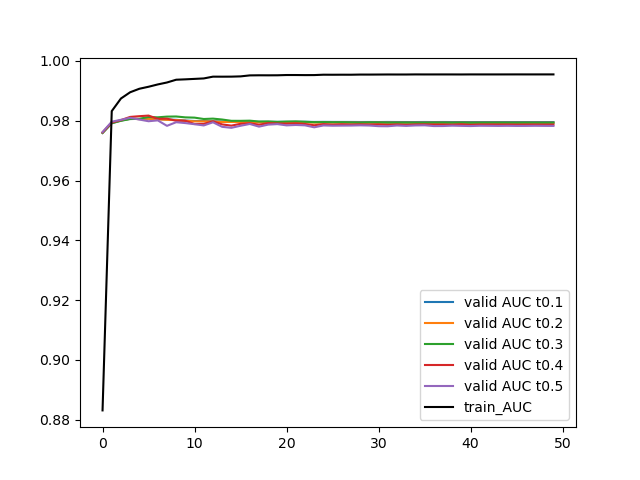 1.00
0.98
0.96
0.94
0.92
0.90
0.88
0 10 20 30 40 50
valid AUC t0.1
valid AUC t0.2
valid AUC t0.3
valid AUC t0.4
valid AUC t0.5
train_AUC